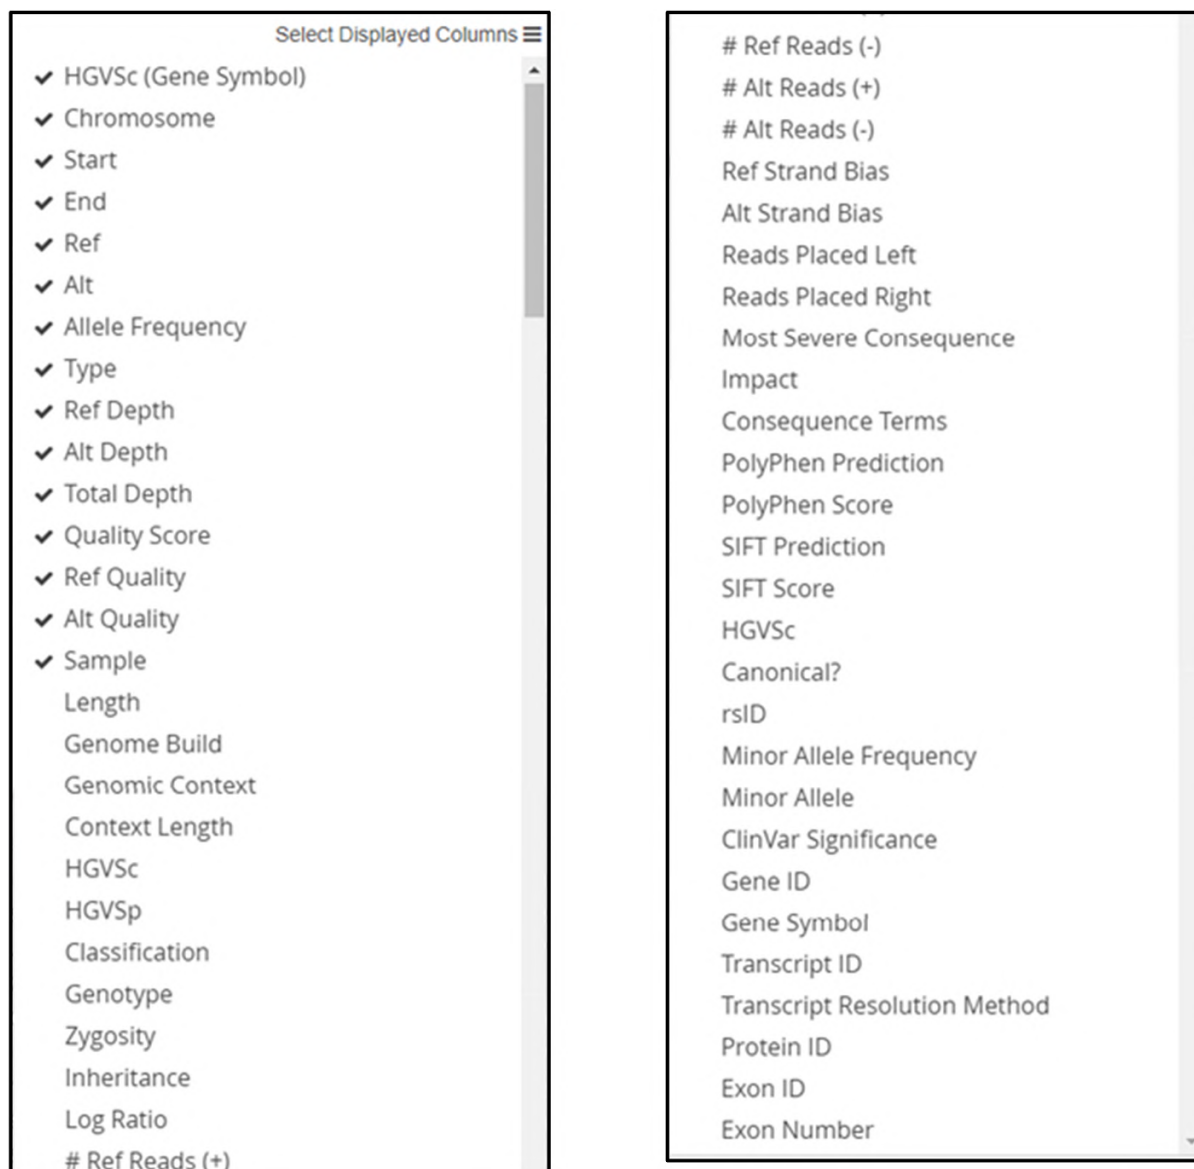 Select Displayed Columns
HGVSc (Gene Symbol)
Chromosome
Start
End
Ref
Alt
Allele Frequency
Type
Ref Depth
Alt Depth
Total Depth
Quality Score
Ref Quality
Alt Quality
Sample
Length
Genome Build
Genomic Context
Context Length
HGVSc
HGVSp
Classification
Genotype
Zygosity
Inheritance
Log Ratio
# Ref Reads (+)
# Ref Reads (-)
# Alt Reads (+)
# Alt Reads (-)
Ref Strand Bias
Alt Strand Bias
Reads Placed Left
Reads Placed Right
Most Severe Consequence
Impact
Consequence Terms
PolyPhen Prediction
PolyPhen Score
SIFT Prediction
SIFT Score
HGVSc
Canonical?
rsID
Minor Allele Frequency
Minor Allele
ClinVar Significance
Gene ID
Gene Symbol
Transcript ID
Transcript Resolution Method
Protein ID
Exon ID
Exon Number